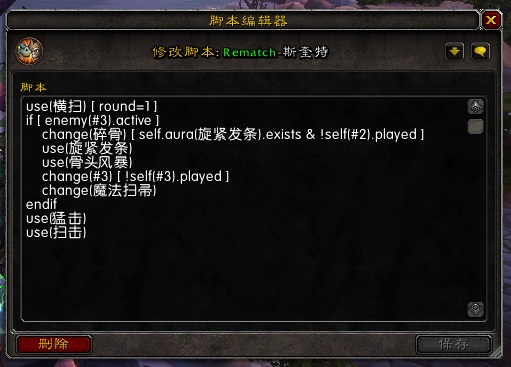 脚本编辑器
修改脚本: Rematch-斯奎特
脚本
use(横扫) [ round=1 ]
if [ enemy(#3).active ]
change(碎骨) [ self.aura(旋紧发条).exists & !self(#2).played ]
use(旋紧发条)
use(骨头风暴)
change(#3) [ !self(#3).played ]
change(魔法扫帚)
endif
use(猛击)
use(扫击)
删除
保存